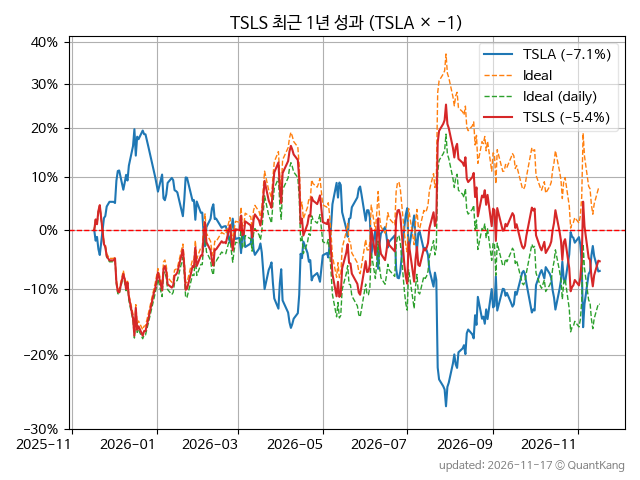 TSLS 최근 1년 성과 (TSLA × −1)
40%
30%
20%
10%
0%
−10%
−20%
−30%
TSLA (−7.1%)
Ideal
Ideal (daily)
TSLS (−5.4%)
2025-11
2026-01
2026-03
2026-05
2026-07
2026-09
2026-11
updated: 2026-11-17 © QuantKang